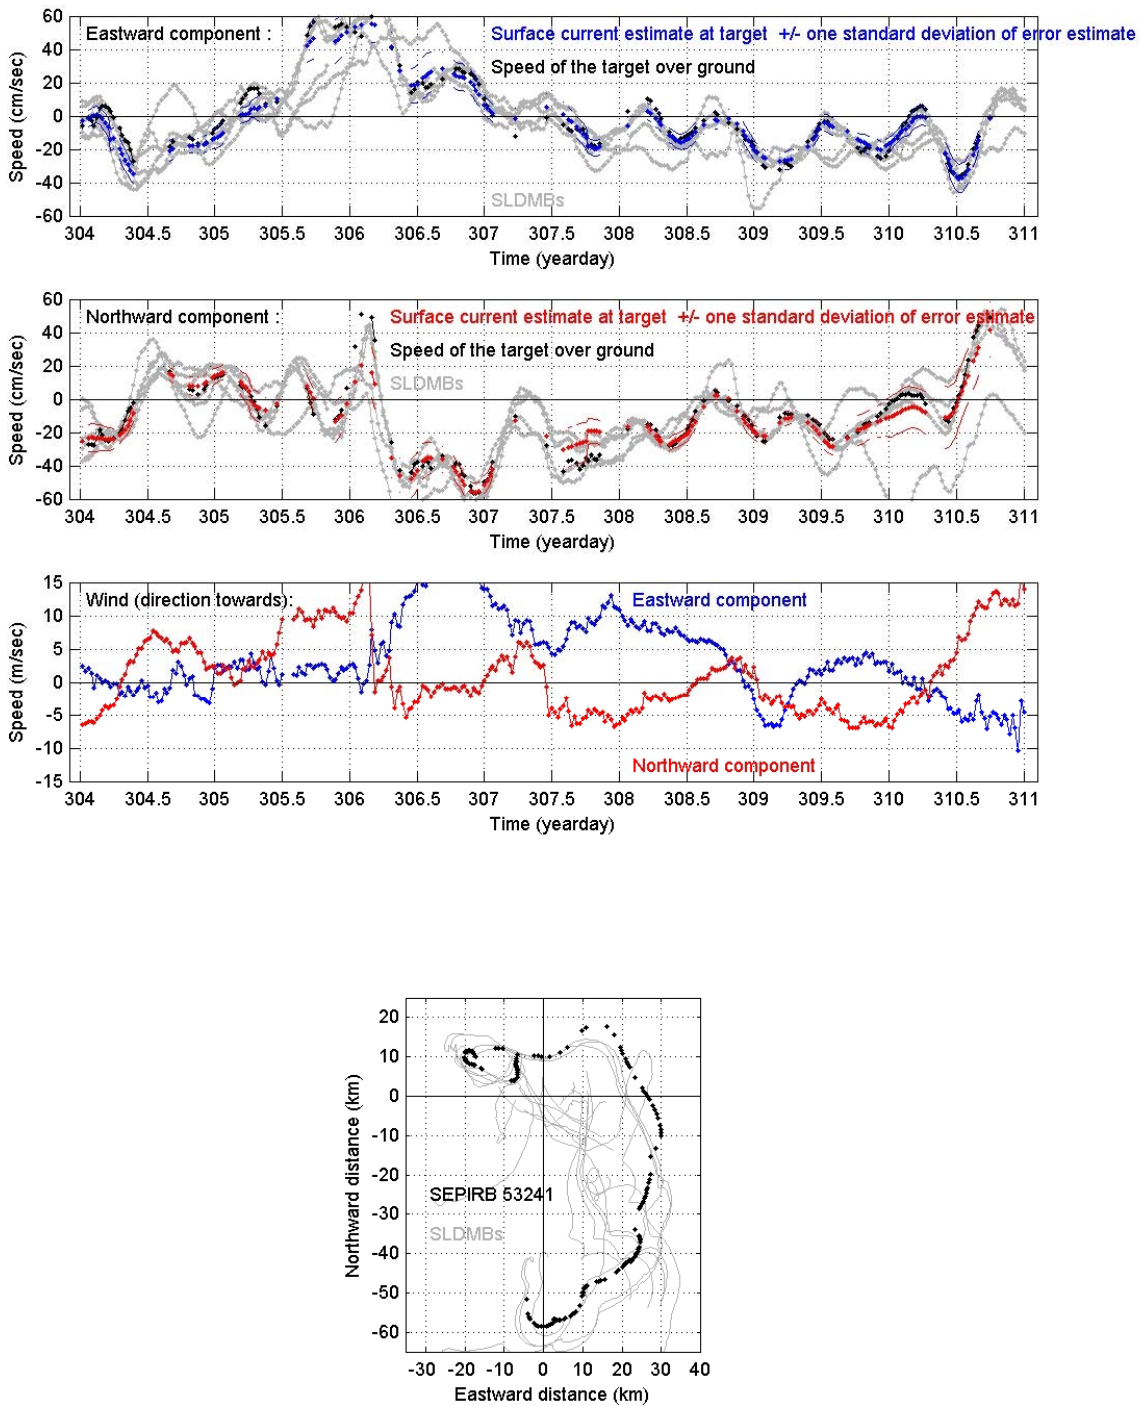 60
40
20
0
-20
-40
-60
Speed (cm/sec)
Eastward component :
Surface current estimate at target +/- one standard deviation of error estimate
Speed of the target over ground
SLDMBs
304 304.5 305 305.5 306 306.5 307 307.5 308 308.5 309 309.5 310 310.5 311
Time (yearday)
60
40
20
0
-20
-40
-60
Speed (cm/sec)
Northward component :
Surface current estimate at target +/- one standard deviation of error estimate
Speed of the target over ground
SLDMBs
304 304.5 305 305.5 306 306.5 307 307.5 308 308.5 309 309.5 310 310.5 311
Time (yearday)
15
10
5
0
-5
-10
-15
Speed (m/sec)
Wind (direction towards):
Eastward component
Northward component
304 304.5 305 305.5 306 306.5 307 307.5 308 308.5 309 309.5 310 310.5 311
Time (yearday)
20
10
0
-10
-20
-30
-40
-50
-60
Northward distance (km)
SEPIRB 53241
SLDMBs
-30 -20 -10 0 10 20 30 40
Eastward distance (km)